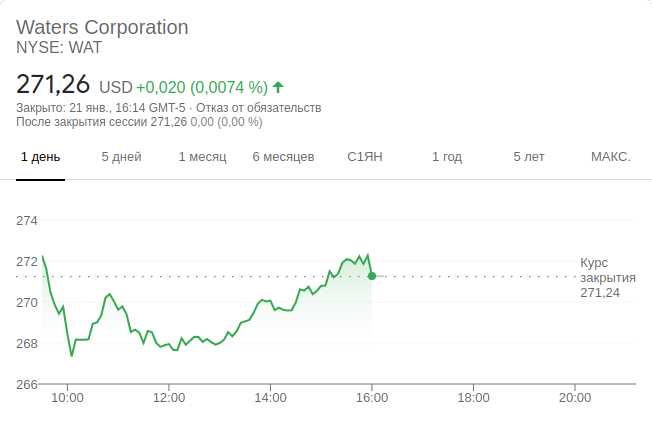 Waters Corporation
NYSE: WAT
271,26 USD +0,020 (0,0074 %)
Закрыто: 21 янв., 16:14 GMT-5 · Отказ от обязательств
После закрытия сессии 271,26 0,00 (0,00 %)
1 день 5 дней 1 месяц 6 месяцев С1ЯН 1 год 5 лет МАКС.
274
272
270
268
266
Курс
закрытия
271,24
10:00 12:00 14:00 16:00 18:00 20:00